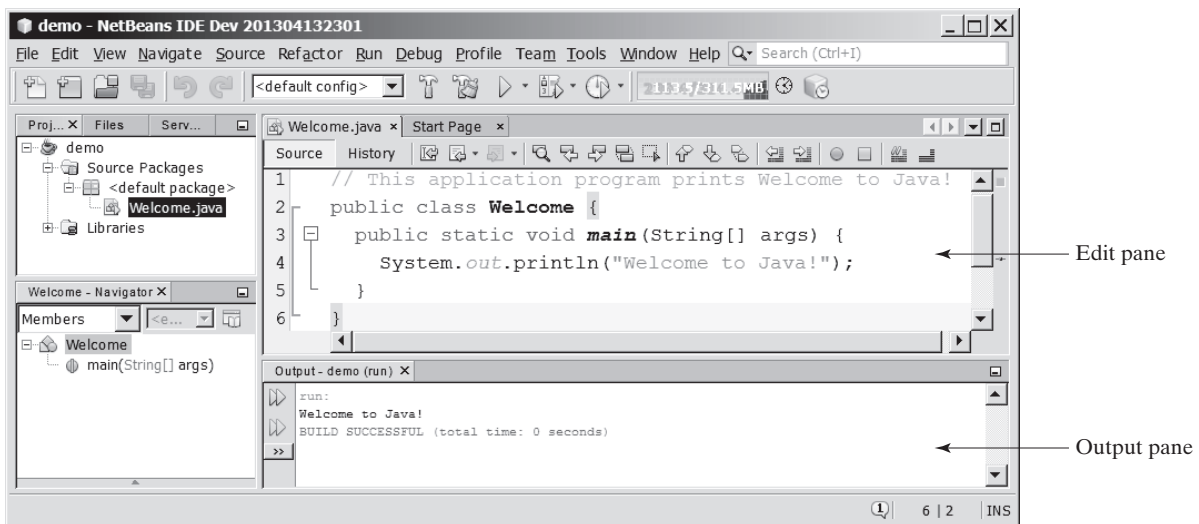 demo - NetBeans IDE Dev 201304132301
File Edit View Navigate Source Refactor Run Debug Profile Team Tools Window Help Search (Ctrl+I)
<default config>
Proj... Files Serv...
demo
Source Packages
<default package>
Welcome.java
Libraries
Welcome - Navigator
Members <e...
Welcome
main(String[] args)
Welcome.java Start Page
Source History
1 // This application program prints Welcome to Java!
2 public class Welcome {
3 public static void main(String[] args) {
4 System.out.println("Welcome to Java!");
5 }
6 }
Edit pane
Output - demo (run)
run:
Welcome to Java!
BUILD SUCCESSFUL (total time: 0 seconds)
Output pane
6 | 2 INS